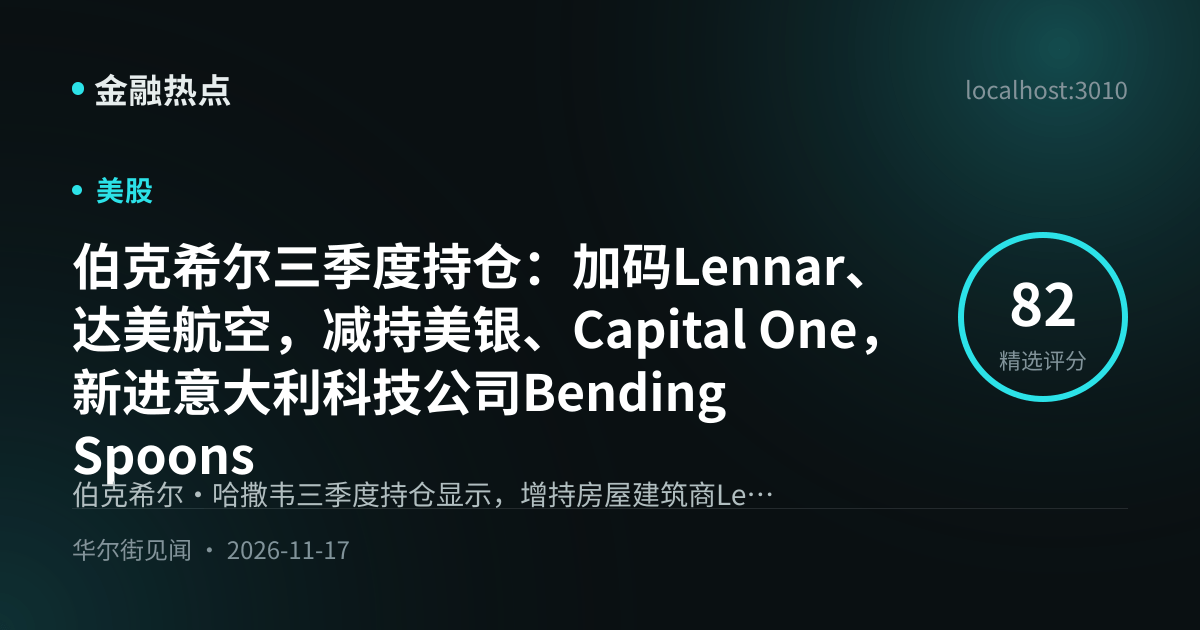 金融热点
localhost:3010
美股
伯克希尔三季度持仓：加码Lennar、
达美航空，减持美银、Capital One，
新进意大利科技公司Bending
Spoons
82
精选评分
伯克希尔·哈撒韦三季度持仓显示，增持房屋建筑商Le…
华尔街见闻 · 2026-11-17